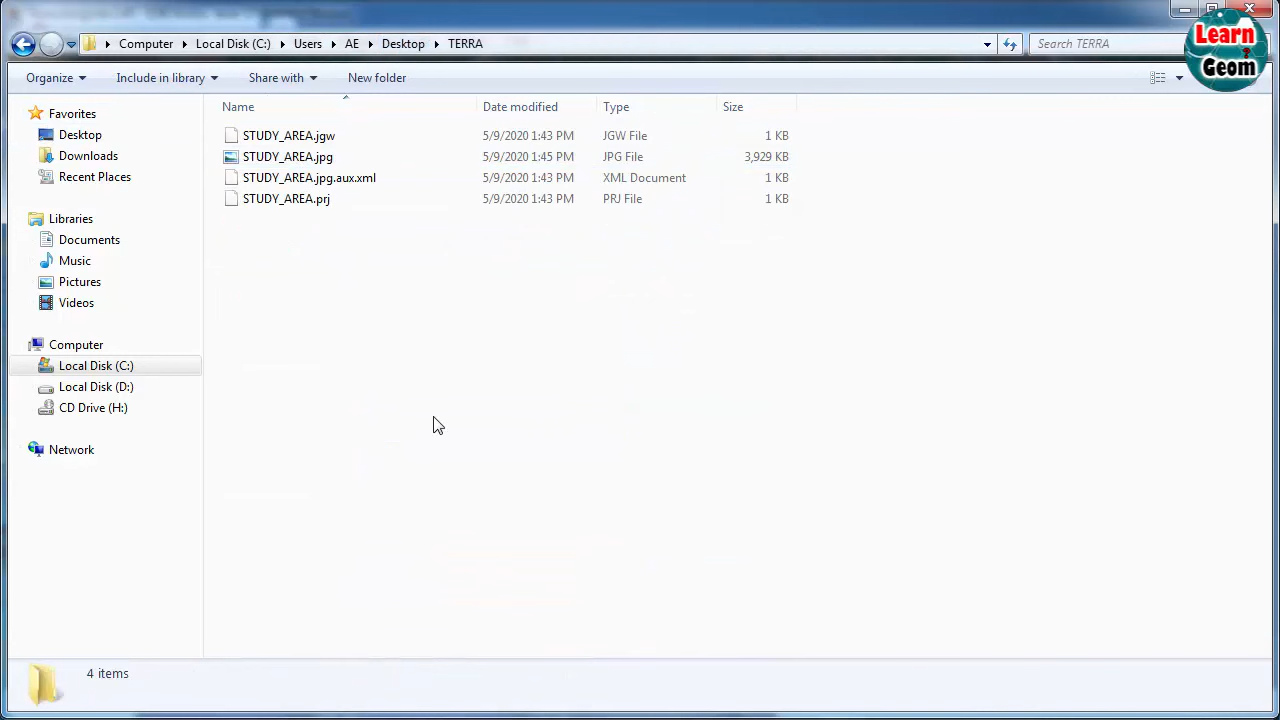 Computer Local Disk (C:) Users AE Desktop TERRA
Search TERRA
Learn
Geom
Organize Include in library Share with New folder
Name Date modified Type Size
STUDY_AREA.jgw 5/9/2020 1:43 PM JGW File 1 KB
STUDY_AREA.jpg 5/9/2020 1:45 PM JPG File 3,929 KB
STUDY_AREA.jpg.aux.xml 5/9/2020 1:43 PM XML Document 1 KB
STUDY_AREA.prj 5/9/2020 1:43 PM PRJ File 1 KB
Favorites
Desktop
Downloads
Recent Places
Libraries
Documents
Music
Pictures
Videos
Computer
Local Disk (C:)
Local Disk (D:)
CD Drive (H:)
Network
4 items